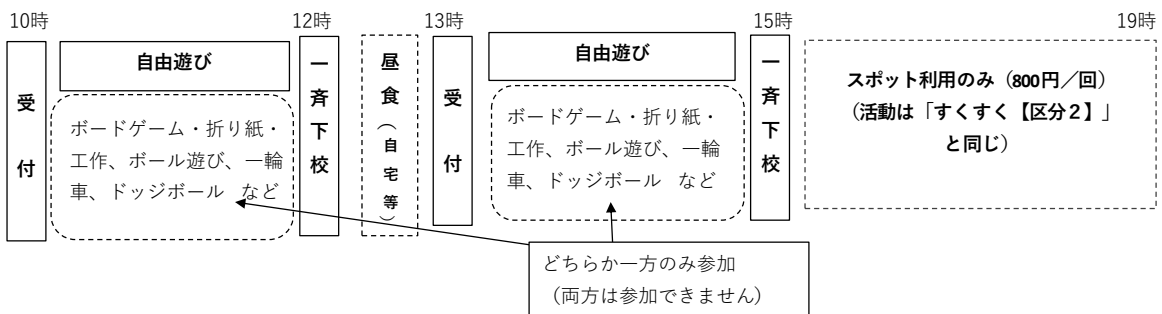 10時
12時
13時
15時
19時
受付
自由遊び
ボードゲーム・折り紙・
工作、ボール遊び、一輪
車、ドッジボール など
一斉下校
昼食（自宅等）
受付
自由遊び
ボードゲーム・折り紙・
工作、ボール遊び、一輪
車、ドッジボール など
一斉下校
スポット利用のみ（800円／回）
（活動は「すくすく【区分２】」
と同じ）
どちらか一方のみ参加
（両方は参加できません）